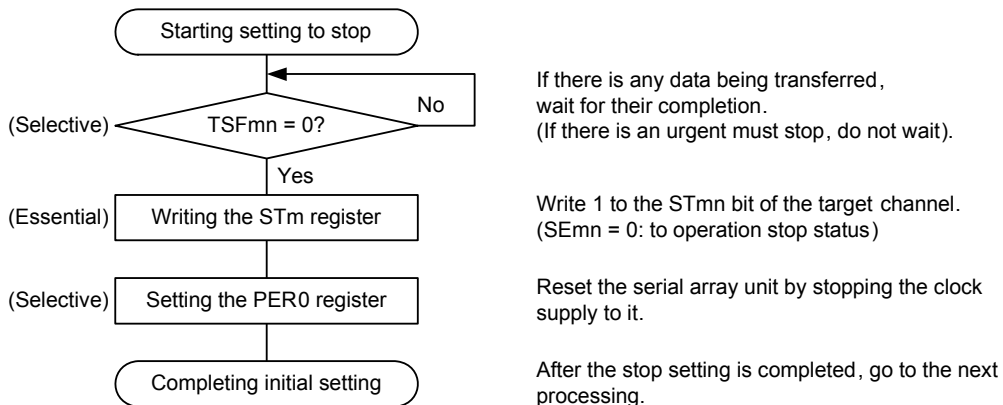 Starting setting to stop
(Selective)
TSFmn = 0?
No
If there is any data being transferred,
wait for their completion.
(If there is an urgent must stop, do not wait).
Yes
(Essential)
Writing the STm register
Write 1 to the STmn bit of the target channel.
(SEmn = 0: to operation stop status)
(Selective)
Setting the PER0 register
Reset the serial array unit by stopping the clock
supply to it.
Completing initial setting
After the stop setting is completed, go to the next
processing.